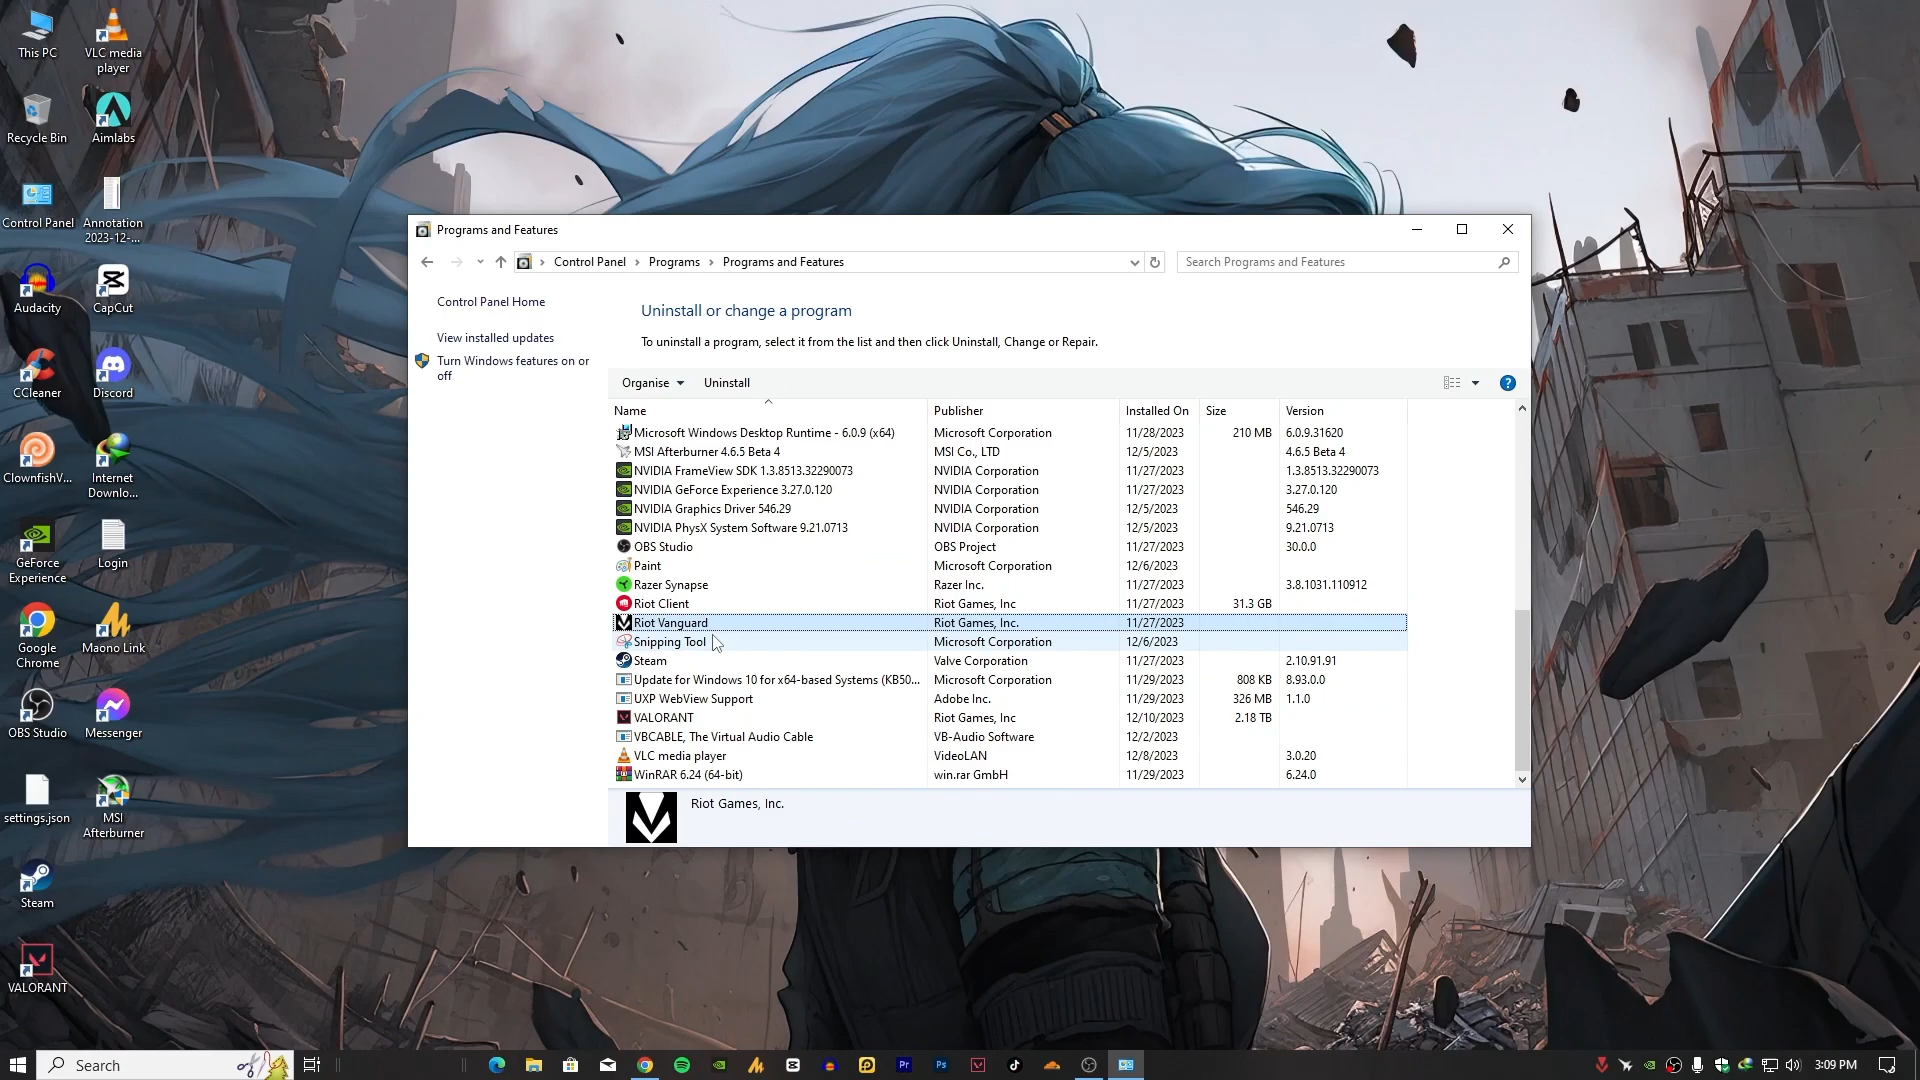 This PC
VLC media
player
Recycle Bin
Aimlabs
Control Panel
Annotation
2023-12-...
Audacity
CapCut
CCleaner
Discord
ClownfishV...
Internet
Downlo...
GeForce
Experience
Login
Google
Chrome
Maono Link
OBS Studio
Messenger
settings.json
MSI
Afterburner
Steam
VALORANT
Programs and Features
Control Panel
Programs
Programs and Features
Search Programs and Features
Control Panel Home
View installed updates
Turn Windows features on or
off
Uninstall or change a program
To uninstall a program, select it from the list and then click Uninstall, Change or Repair.
Organise
Uninstall
?
Name Publisher Installed On Size Version
Microsoft Windows Desktop Runtime - 6.0.9 (x64) Microsoft Corporation 11/28/2023 210 MB 6.0.9.31620
MSI Afterburner 4.6.5 Beta 4 MSI Co., LTD 12/5/2023 4.6.5 Beta 4
NVIDIA FrameView SDK 1.3.8513.32290073 NVIDIA Corporation 11/27/2023 1.3.8513.32290073
NVIDIA GeForce Experience 3.27.0.120 NVIDIA Corporation 11/27/2023 3.27.0.120
NVIDIA Graphics Driver 546.29 NVIDIA Corporation 12/5/2023 546.29
NVIDIA PhysX System Software 9.21.0713 NVIDIA Corporation 12/5/2023 9.21.0713
OBS Studio OBS Project 11/27/2023 30.0.0
Paint Microsoft Corporation 12/6/2023
Razer Synapse Razer Inc. 11/27/2023 3.8.1031.110912
Riot Client Riot Games, Inc 11/27/2023 31.3 GB
Riot Vanguard Riot Games, Inc. 11/27/2023
Snipping Tool Microsoft Corporation 12/6/2023
Steam Valve Corporation 11/27/2023 2.10.91.91
Update for Windows 10 for x64-based Systems (KB50... Microsoft Corporation 11/29/2023 808 KB 8.93.0.0
UXP WebView Support Adobe Inc. 11/29/2023 326 MB 1.1.0
VALORANT Riot Games, Inc 12/10/2023 2.18 TB
VBCABLE, The Virtual Audio Cable VB-Audio Software 12/2/2023
VLC media player VideoLAN 12/8/2023 3.0.20
WinRAR 6.24 (64-bit) win.rar GmbH 11/29/2023 6.24.0
Riot Games, Inc.
Search
Pr
Ps
3:09 PM